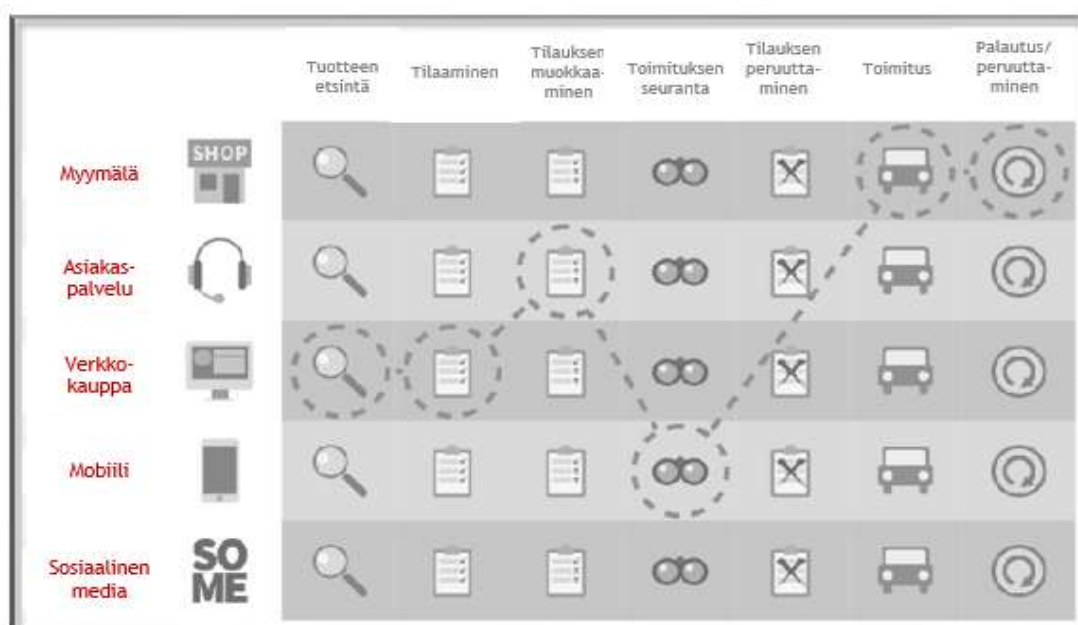 Tuotteen
etsintä
Tilaaminen
Tilauksen
muokkaa-
minen
Toimituksen
seuranta
Tilauksen
peruutta-
minen
Toimitus
Palautus/
peruutta-
minen
Myymälä
SHOP
Asiakas-
palvelu
Verkko-
kauppa
Mobiili
Sosiaalinen
media
SO
ME